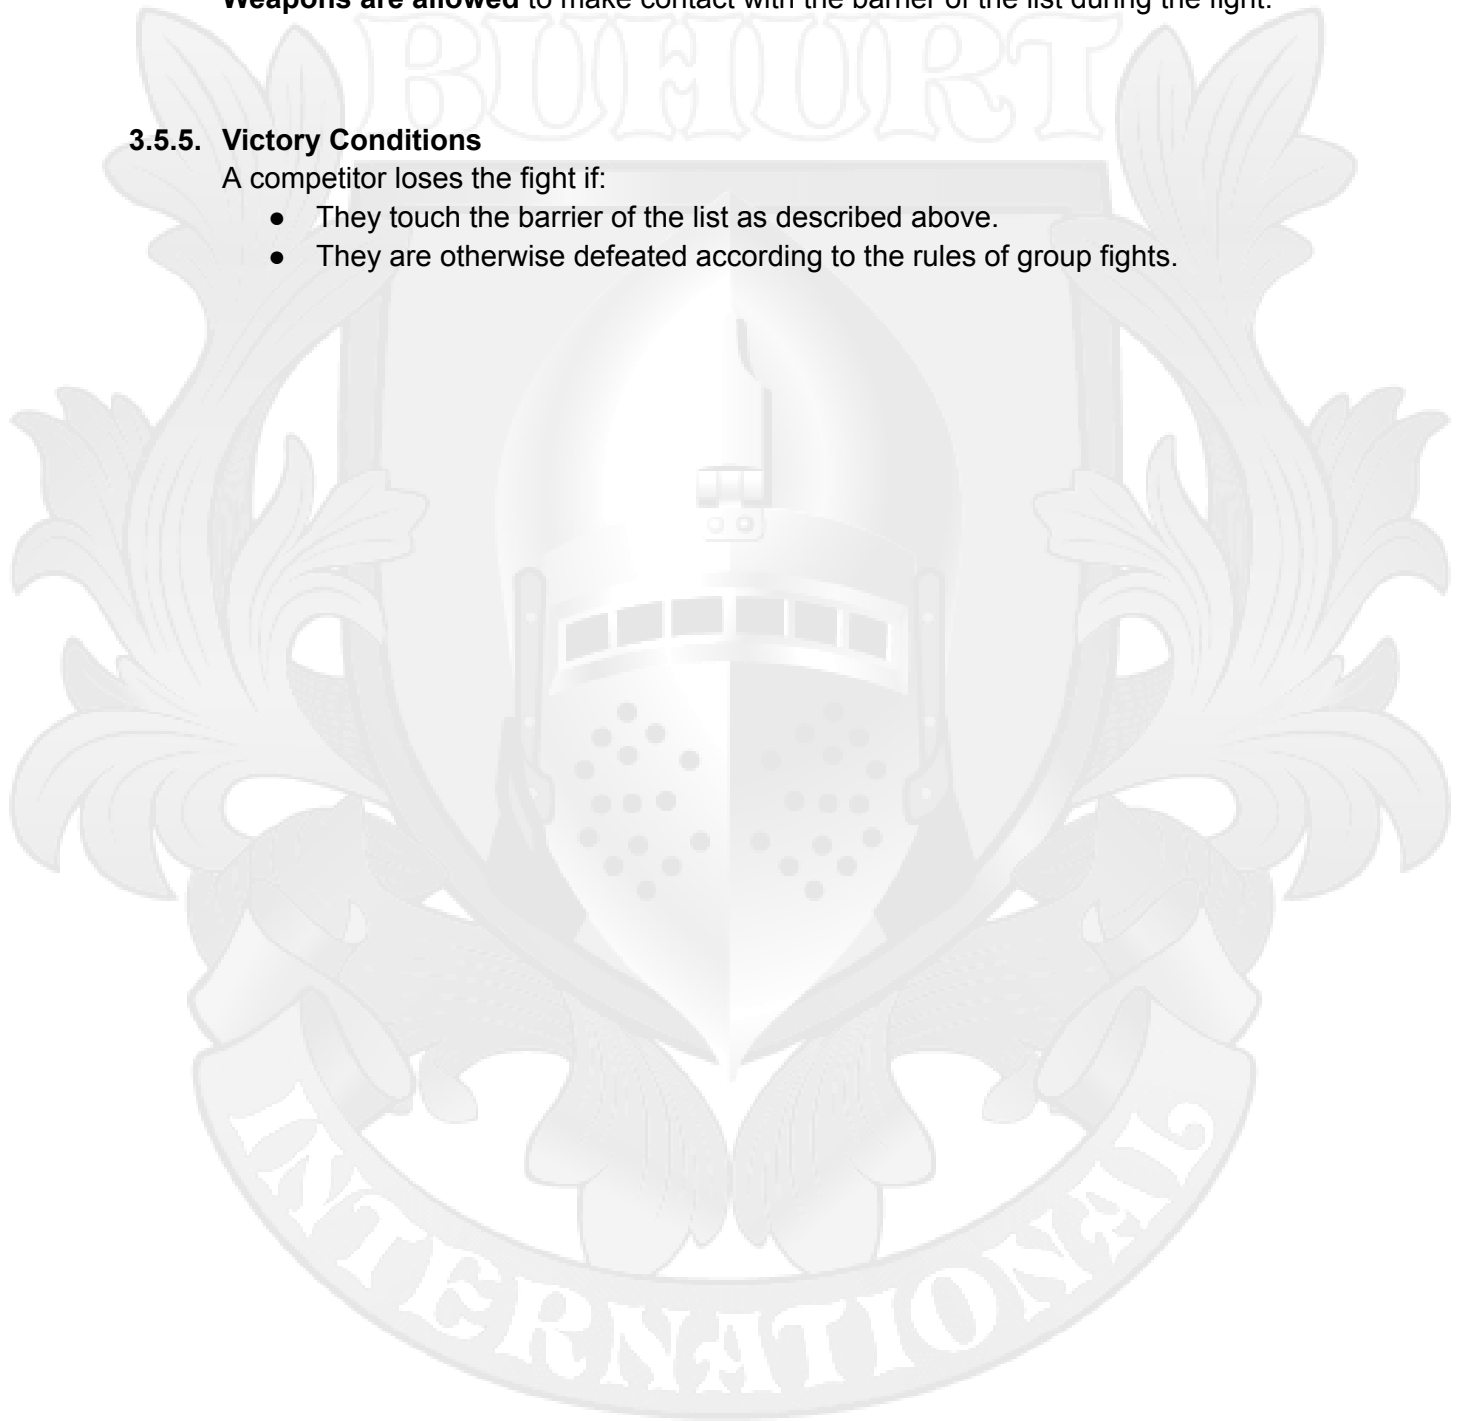 Weapons are allowed to make contact with the barrier of the list during the fight.
BUHURT
3.5.5. Victory Conditions
A competitor loses the fight if:
● They touch the barrier of the list as described above.
● They are otherwise defeated according to the rules of group fights.
INTERNATIONAL